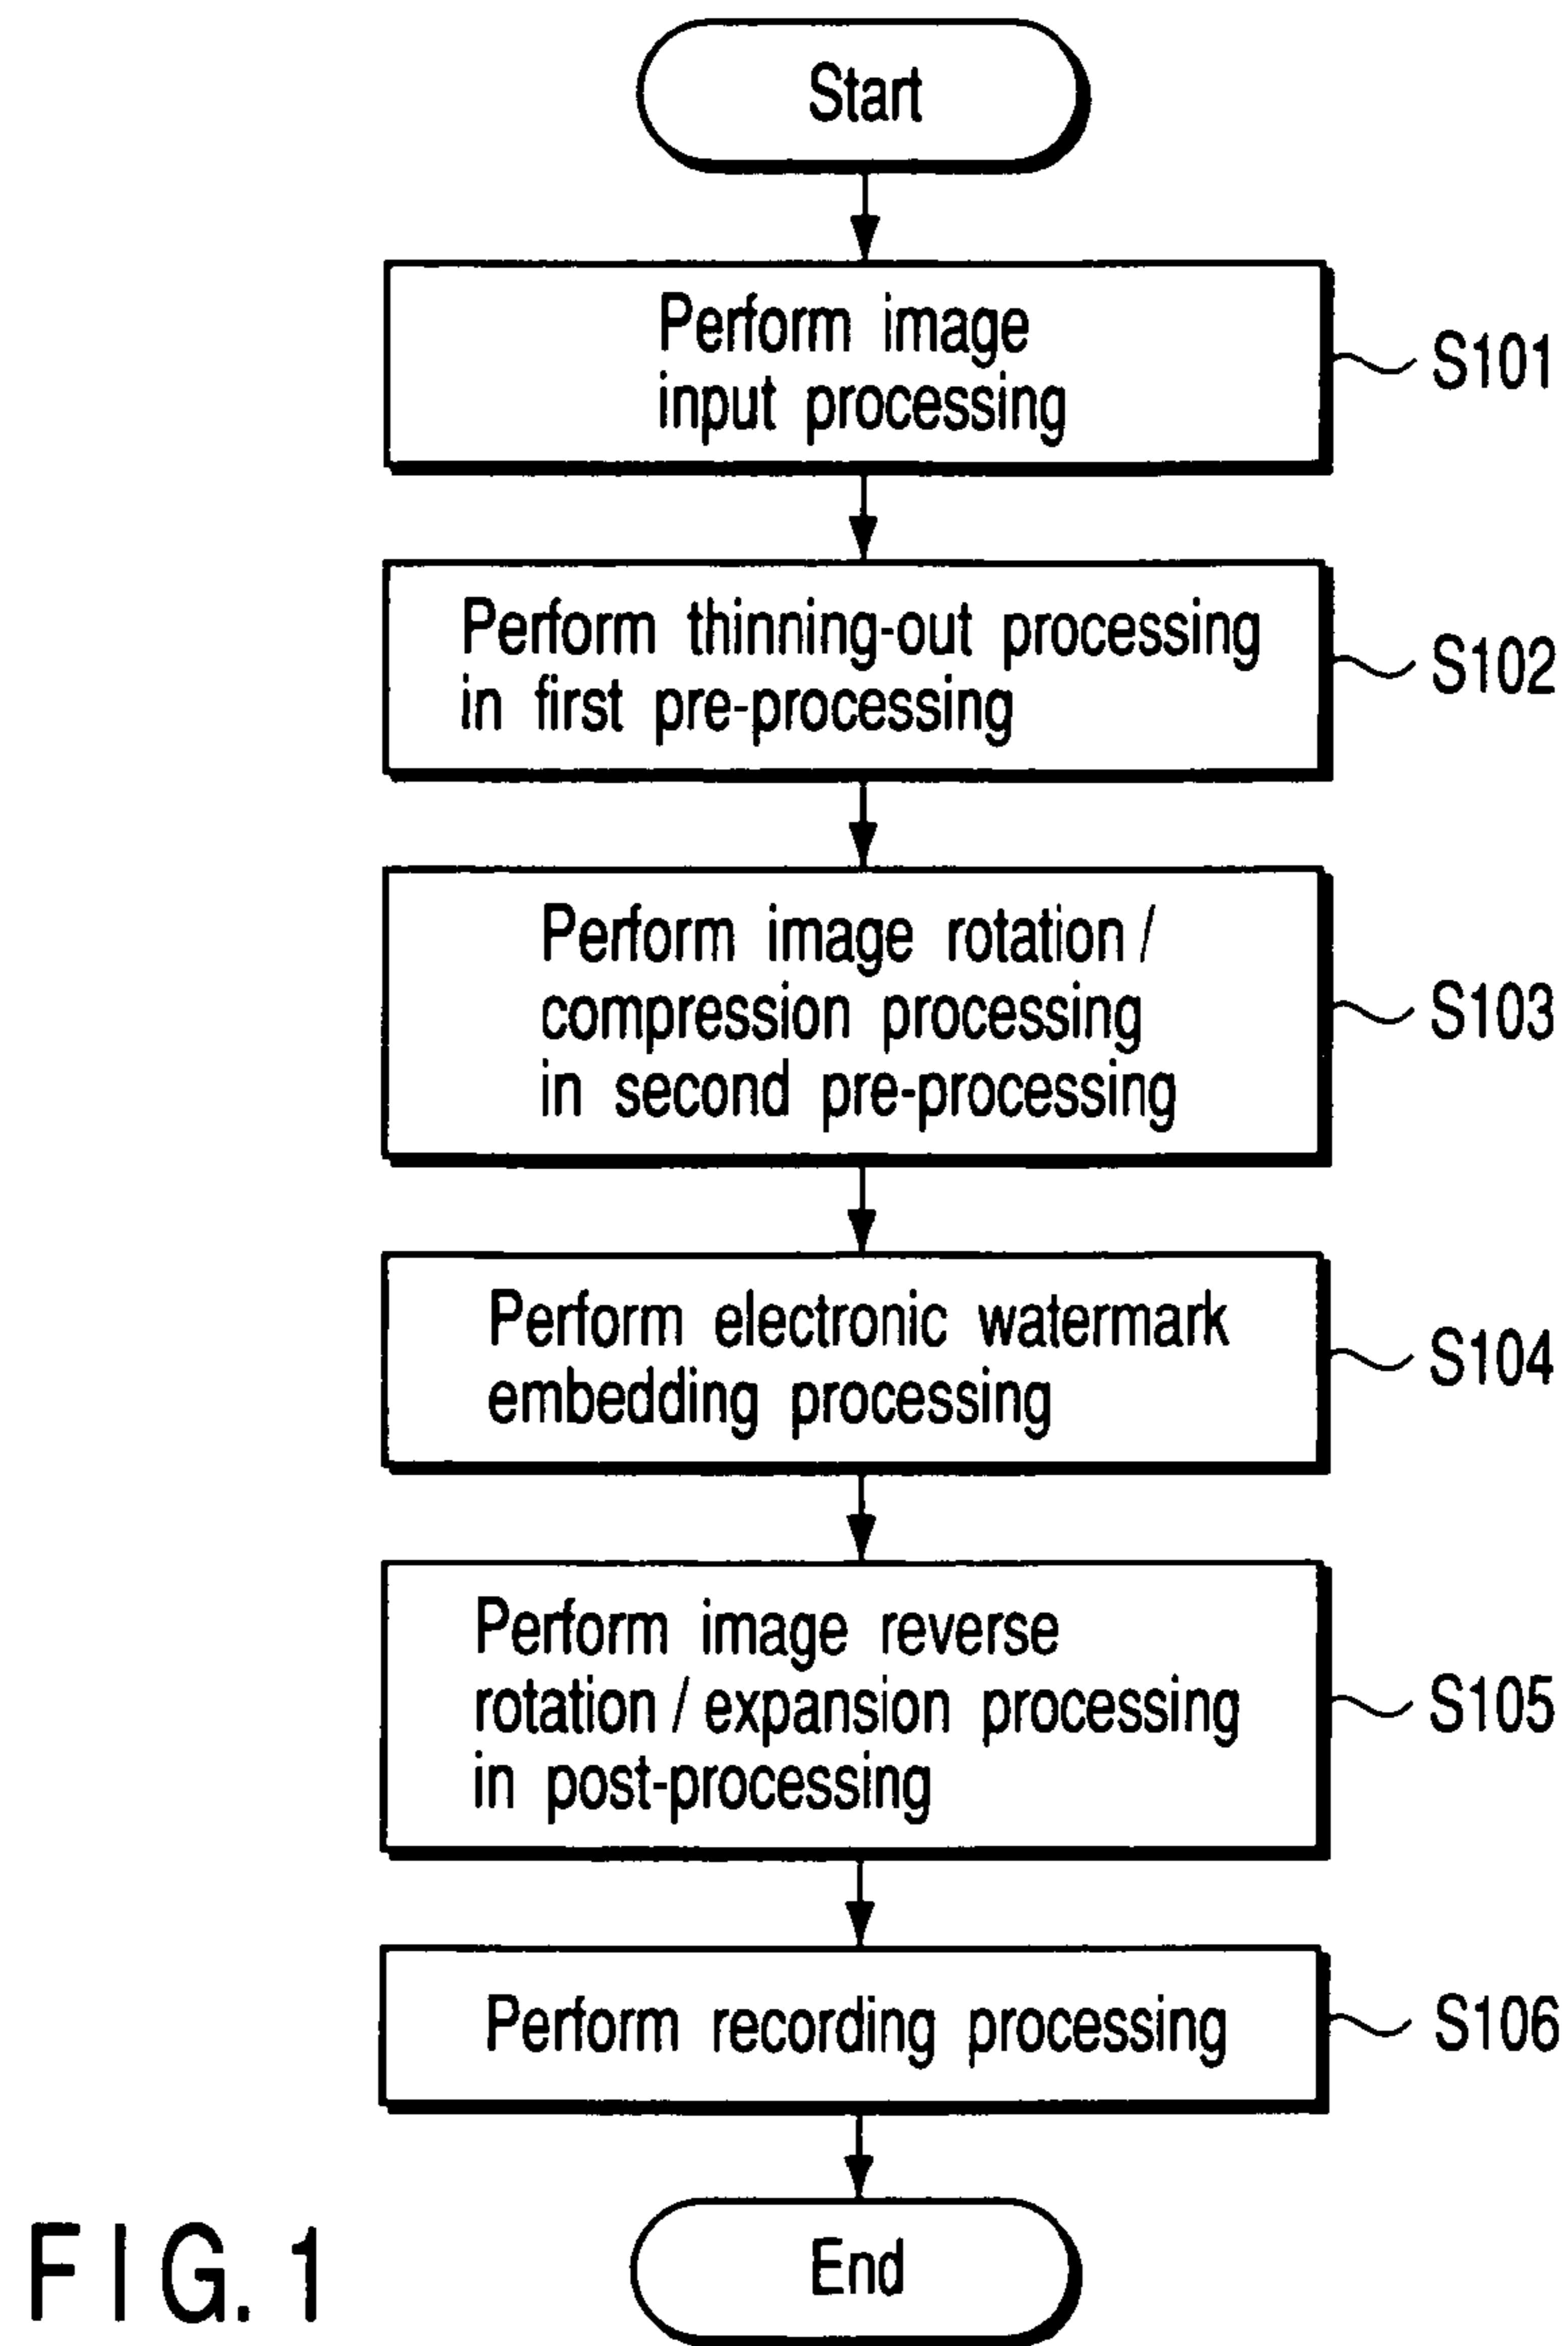 Start
Perform image
input processing
S101
Perform thinning-out processing
in first pre-processing
S102
Perform image rotation /
compression processing
in second pre-processing
S103
Perform electronic watermark
embedding processing
S104
Perform image reverse
rotation / expansion processing
in post-processing
S105
Perform recording processing
S106
End
FIG. 1